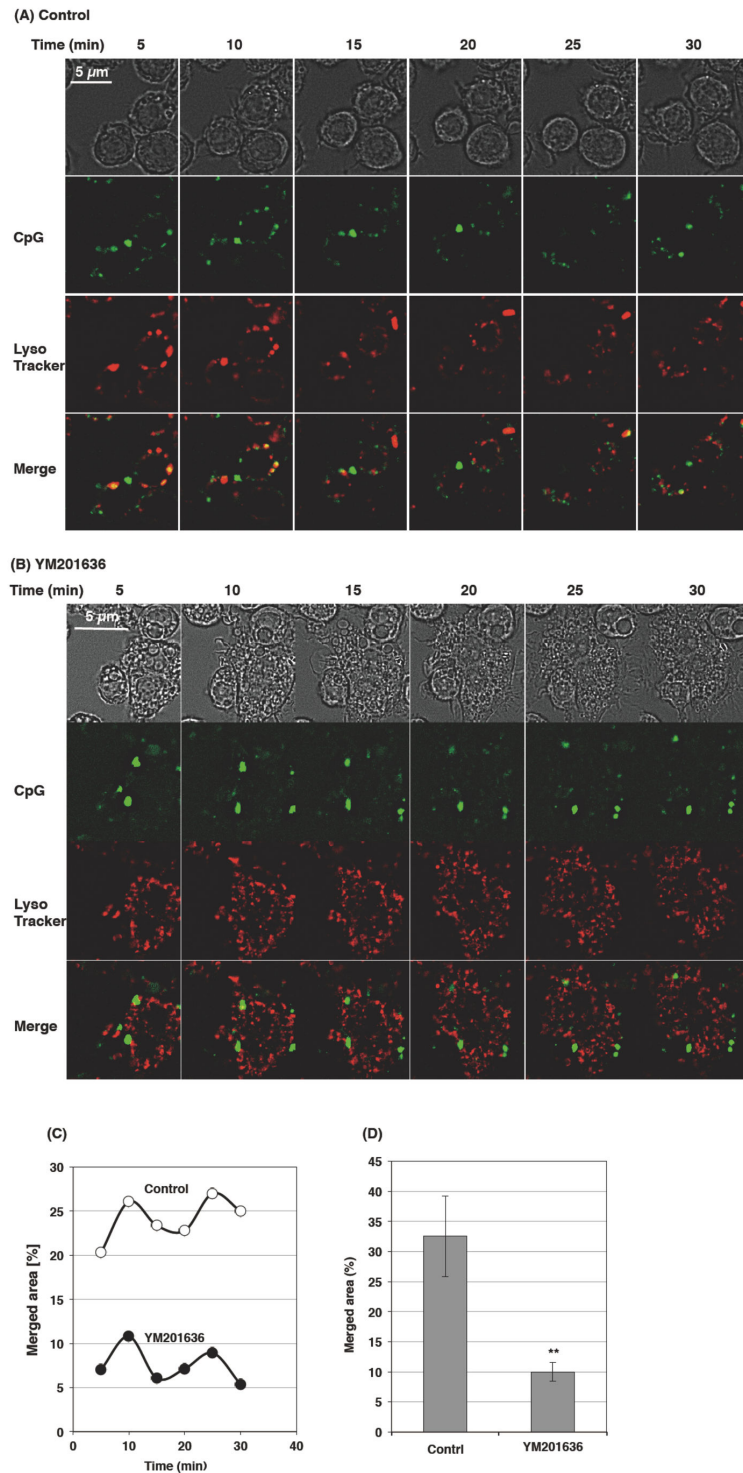 (A) Control
Time (min) 5 10 15 20 25 30
5 µm
CpG
Lyso
Tracker
Merge
(B) YM201636
Time (min) 5 10 15 20 25 30
5 µm
CpG
Lyso
Tracker
Merge
(C)
30
25
20
15
10
5
0
Merged area [%]
Control
YM201636
0 10 20 30 40
Time (min)
(D)
45
40
35
30
25
20
15
10
5
0
Merged area (%)
**
Contrl YM201636